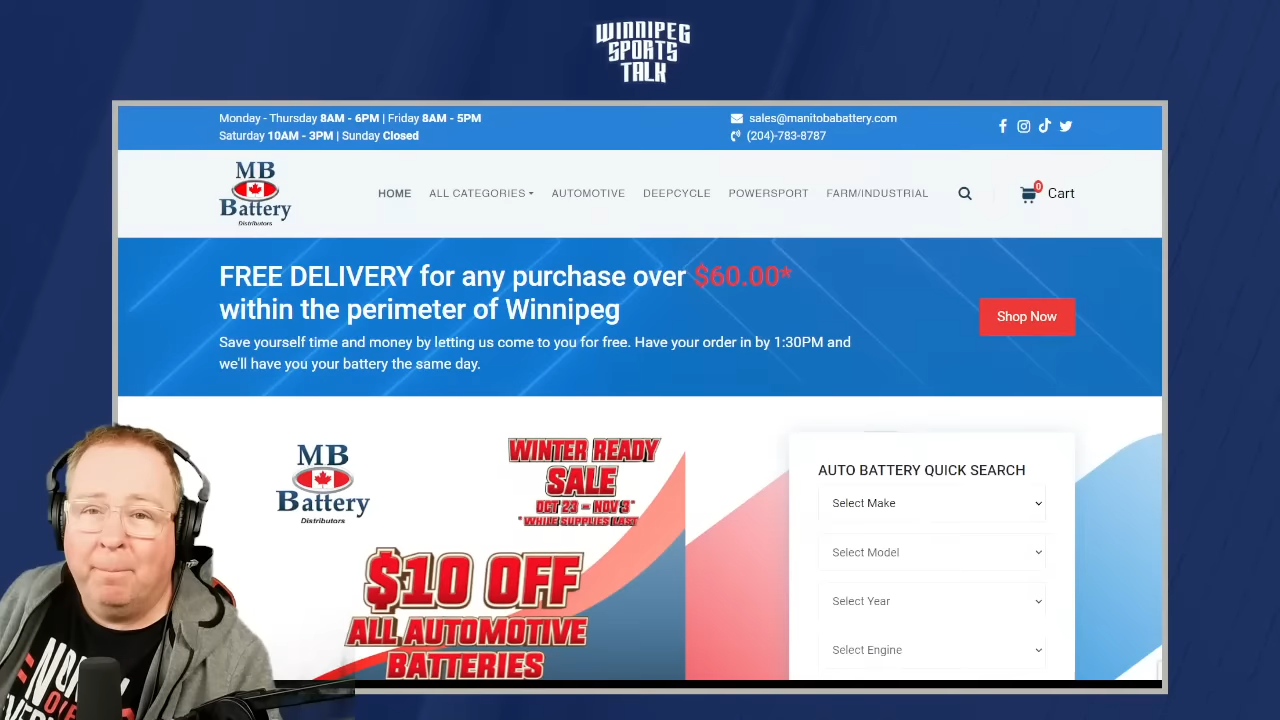 WINNIPEG
SPORTS
TALK
Monday - Thursday 8AM - 6PM | Friday 8AM - 5PM
Saturday 10AM - 3PM | Sunday Closed
sales@manitobabattery.com
(204)-783-8787
MB
Battery
Distributors
HOME
ALL CATEGORIES
AUTOMOTIVE
DEEPCYCLE
POWERSPORT
FARM/INDUSTRIAL
0
Cart
FREE DELIVERY for any purchase over $60.00*
within the perimeter of Winnipeg
Save yourself time and money by letting us come to you for free. Have your order in by 1:30PM and
we'll have you your battery the same day.
Shop Now
MB
Battery
Distributors
WINTER READY
SALE
OCT 23 - NOV 3*
*WHILE SUPPLIES LAST
$10 OFF
ALL AUTOMOTIVE
BATTERIES
AUTO BATTERY QUICK SEARCH
Select Make
Select Model
Select Year
Select Engine